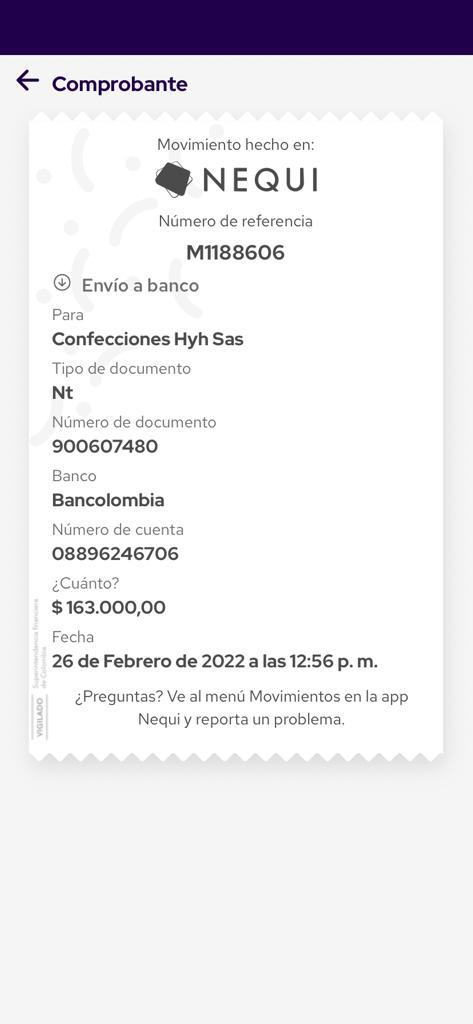 Comprobante
Movimiento hecho en:
NEQUI
Número de referencia
M1188606
Envío a banco
Para
Confecciones Hyh Sas
Tipo de documento
Nt
Número de documento
900607480
Banco
Bancolombia
Número de cuenta
08896246706
¿Cuánto?
$ 163.000,00
Fecha
26 de Febrero de 2022 a las 12:56 p. m.
¿Preguntas? Ve al menú Movimientos en la app
Nequi y reporta un problema.
VIGILADO
Superintendencia financiera
de Colombia